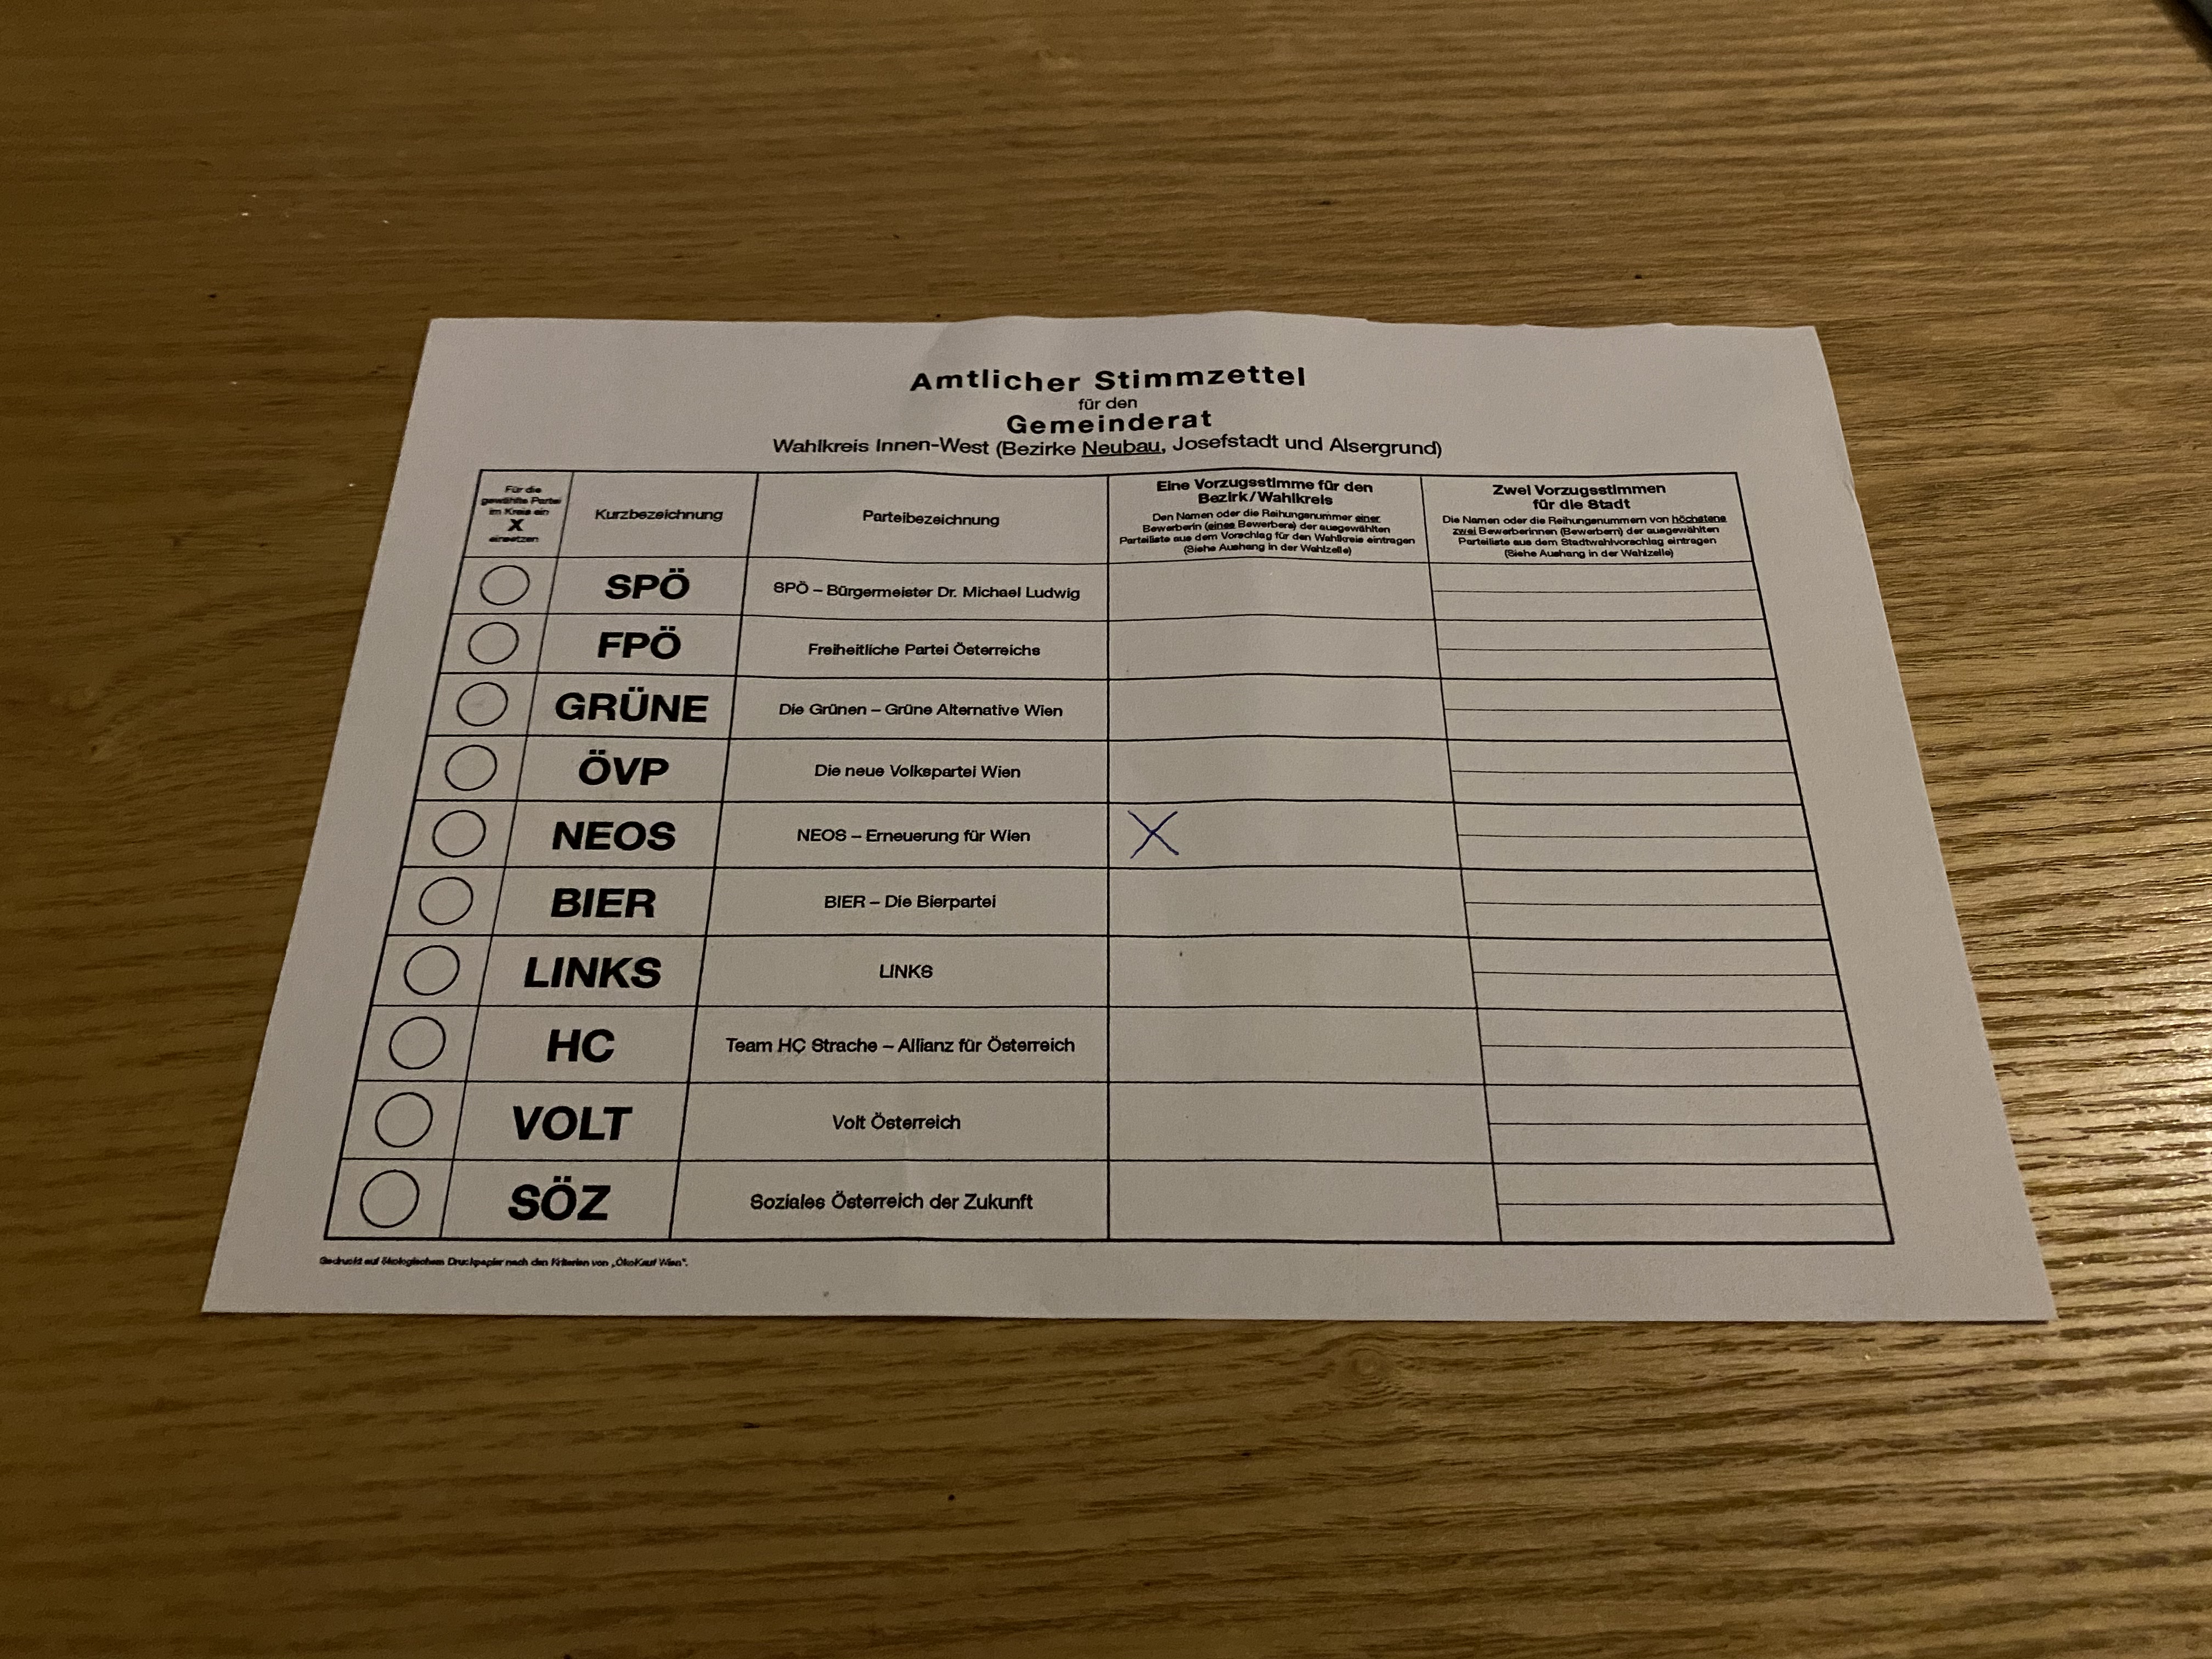 Amtlicher Stimmzettel
für den
Gemeinderat
Wahlkreis Innen-West (Bezirke Neubau, Josefstadt und Alsergrund)
Für die
gewählte Partei
im Kreis ein
X
einsetzen
Kurzbezeichnung
Parteibezeichnung
Eine Vorzugsstimme für den
Bezirk/Wahlkreis
Den Namen oder die Reihungsnummer einer
Bewerberin (eines Bewerbers) der ausgewählten
Parteiliste aus dem Vorschlag für den Wahlkreis eintragen
(Siehe Aushang in der Wahlzelle)
Zwei Vorzugsstimmen
für die Stadt
Die Namen oder die Reihungsnummern von höchstens
zwei Bewerberinnen (Bewerbern) der ausgewählten
Parteiliste aus dem Stadtwahlvorschlag eintragen
(Siehe Aushang in der Wahlzelle)
SPÖ SPÖ – Bürgermeister Dr. Michael Ludwig
FPÖ Freiheitliche Partei Österreichs
GRÜNE Die Grünen – Grüne Alternative Wien
ÖVP Die neue Volkspartei Wien
NEOS NEOS – Erneuerung für Wien X
BIER BIER – Die Bierpartei
LINKS LINKS
HC Team HC Strache – Allianz für Österreich
VOLT Volt Österreich
SÖZ Soziales Österreich der Zukunft
Gedruckt auf ökologischem Druckpapier nach den Kriterien von „ÖkoKauf Wien“.